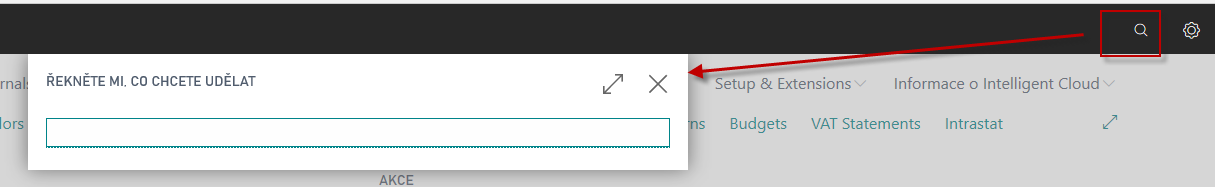 ŘEKNĚTE MI, CO CHCETE UDĚLAT
Setup & Extensions
Informace o Intelligent Cloud
Budgets
VAT Statements
Intrastat
AKCE